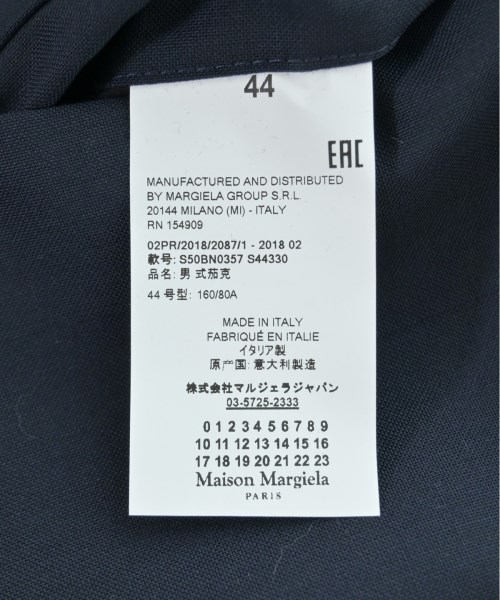 44
EAC
MANUFACTURED AND DISTRIBUTED
BY MARGIELA GROUP S.R.L.
20144 MILANO (MI) - ITALY
RN 154909
02PR/2018/2087/1 - 2018 02
款号: S50BN0357 S44330
品名: 男 式茄克
44 号型: 160/80A
MADE IN ITALY
FABRIQUÉ EN ITALIE
イタリア製
原产国: 意大利製造
株式会社マルジェラジャパン
03-5725-2333
0 1 2 3 4 5 6 7 8 9
10 11 12 13 14 15 16
17 18 19 20 21 22 23
Maison Margiela
PARIS